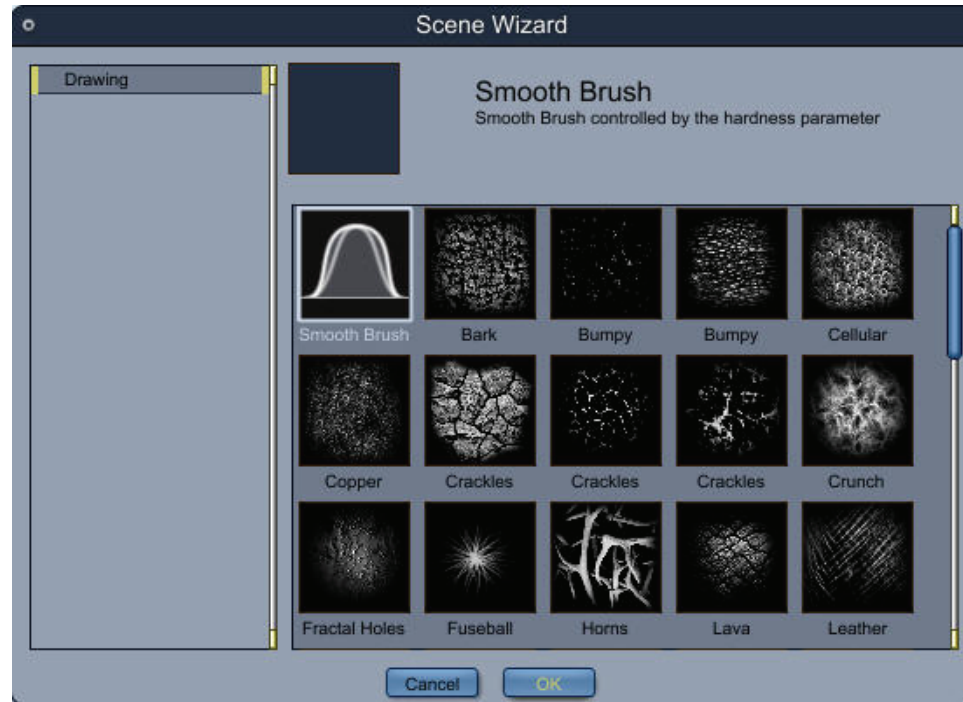 Scene Wizard
Drawing
Smooth Brush
Smooth Brush controlled by the hardness parameter
Smooth Brush Bark Bumpy Bumpy Cellular
Copper Crackles Crackles Crackles Crunch
Fractal Holes Fuseball Horns Lava Leather
Cancel OK